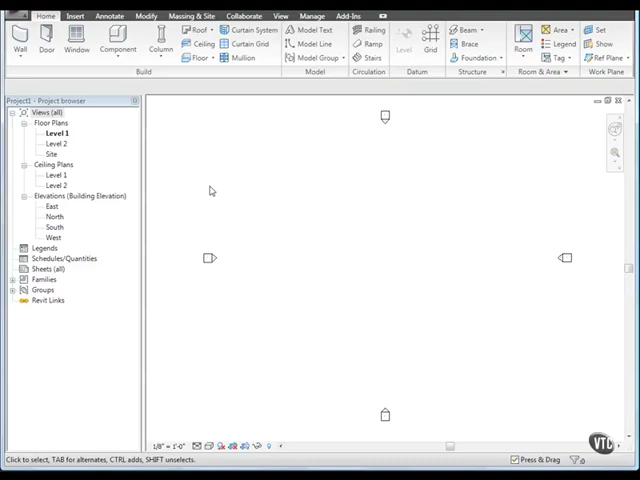 Home Insert Annotate Modify Massing & Site Collaborate View Manage Add-Ins
Wall Door Window Component Column Roof Ceiling Floor Curtain System Curtain Grid Mullion
Model Text Model Line Model Group Railing Ramp Stairs Level Grid Beam Brace Foundation
Room Area Legend Tag Set Show Ref Plane
Build Model Circulation Datum Structure Room & Area Work Plane
Project1 - Project browser
Views (all)
Floor Plans
Level 1
Level 2
Site
Ceiling Plans
Level 1
Level 2
Elevations (Building Elevation)
East
North
South
West
Legends
Schedules/Quantities
Sheets (all)
Families
Groups
Revit Links
1/8" = 1'-0"
VTC
Click to select, TAB for alternates, CTRL adds, SHIFT unselects.
Press & Drag
:0